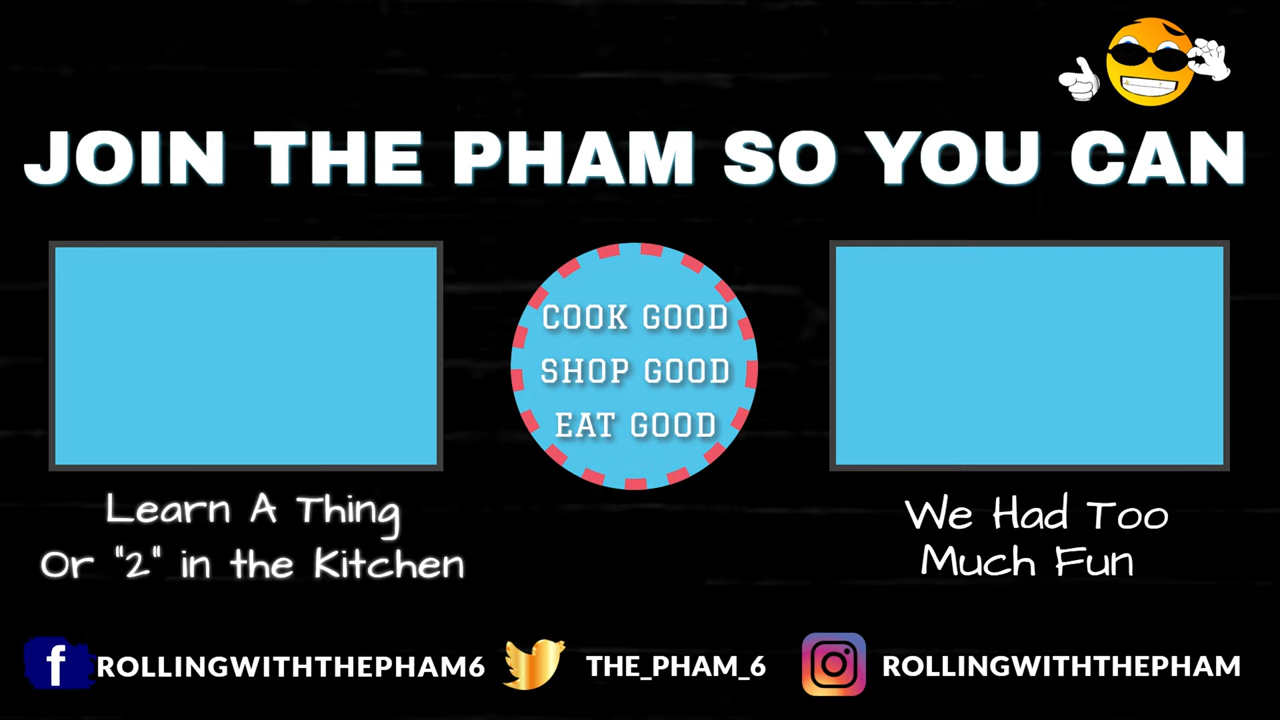 JOIN THE PHAM SO YOU CAN
COOK GOOD
SHOP GOOD
EAT GOOD
Learn A Thing
Or "2" in the Kitchen
We Had Too
Much Fun
f ROLLINGWITHTHEPHAM6 THE_PHAM_6 ROLLINGWITHTHEPHAM